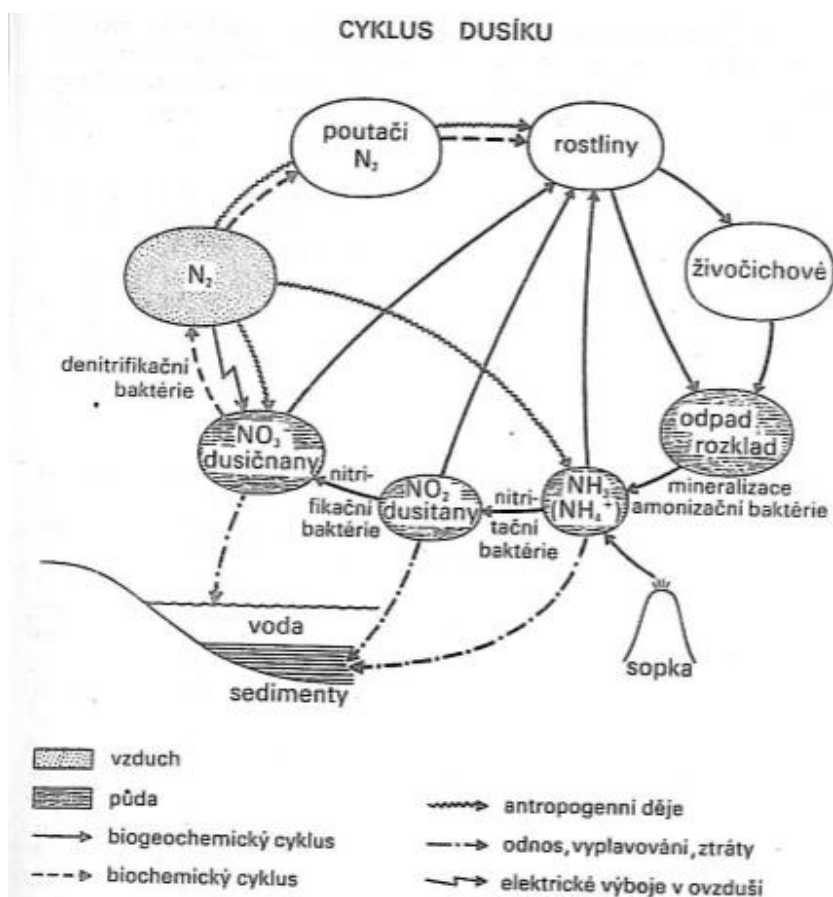 CYKLUS DUSÍKU
poutači
N₂
rostliny
N₂
živočichové
denitrifikační
baktérie
NO₃
dusičnany
odpad
rozklad
nitri-
fikační
baktérie
NO₂
dusitany
nitri-
tační
baktérie
NH₃
(NH₄⁺)
mineralizace
amonizační baktérie
voda
sedimenty
sopka
vzduch
půda
biogeochemický cyklus
biochemický cyklus
antropogenní děje
odnos, vyplavování, ztráty
elektrické výboje v ovzduší